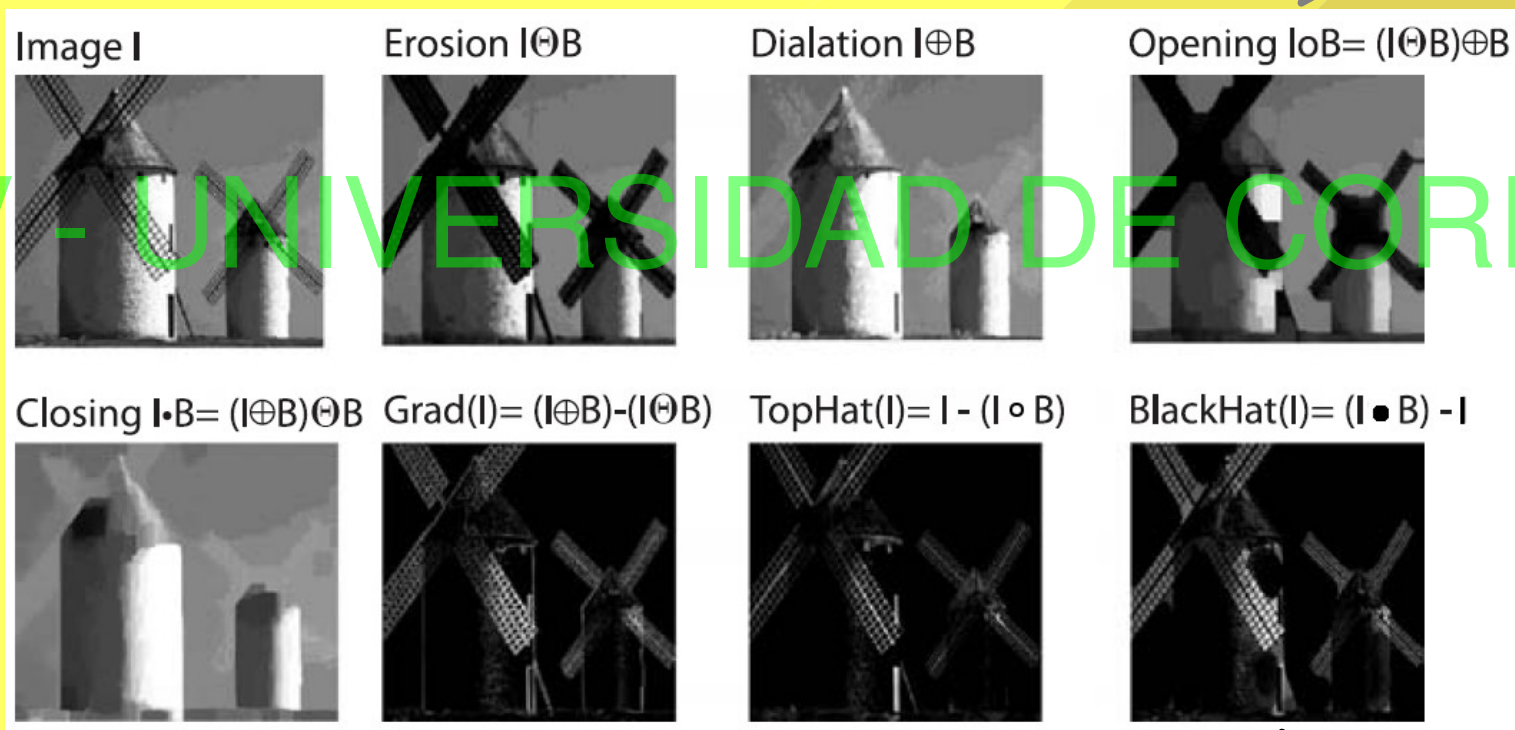 Image I
Erosion IΘB
Dialation I⊕B
Opening IoB= (IΘB)⊕B
- UNIVERSIDAD DE COR
Closing I•B= (I⊕B)ΘB
Grad(I)= (I⊕B)-(IΘB)
TopHat(I)= I - (I ∘ B)
BlackHat(I)= (I ● B) - I